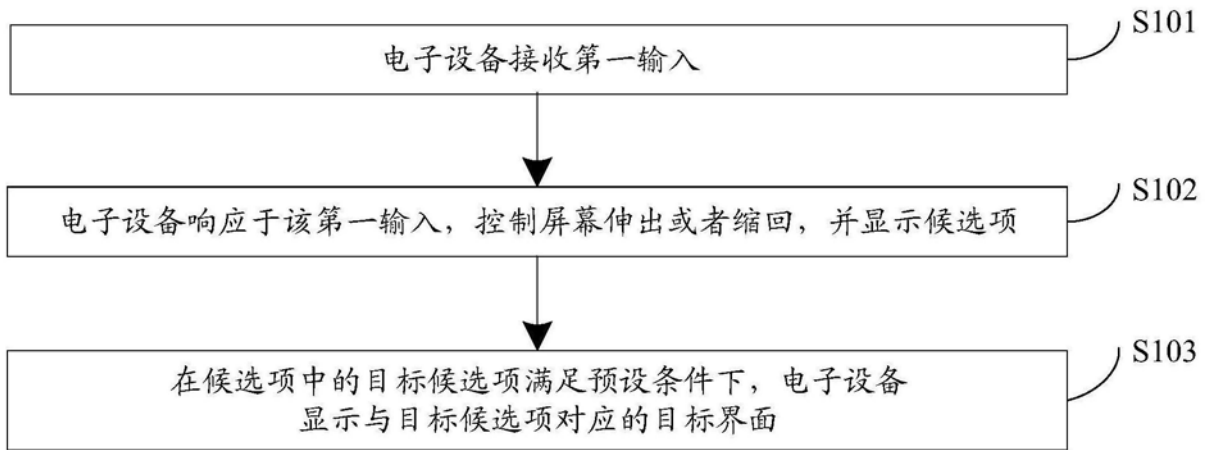 S101
电子设备接收第一输入
S102
电子设备响应于该第一输入，控制屏幕伸出或者缩回，并显示候选项
S103
在候选项中的目标候选项满足预设条件下，电子设备
显示与目标候选项对应的目标界面